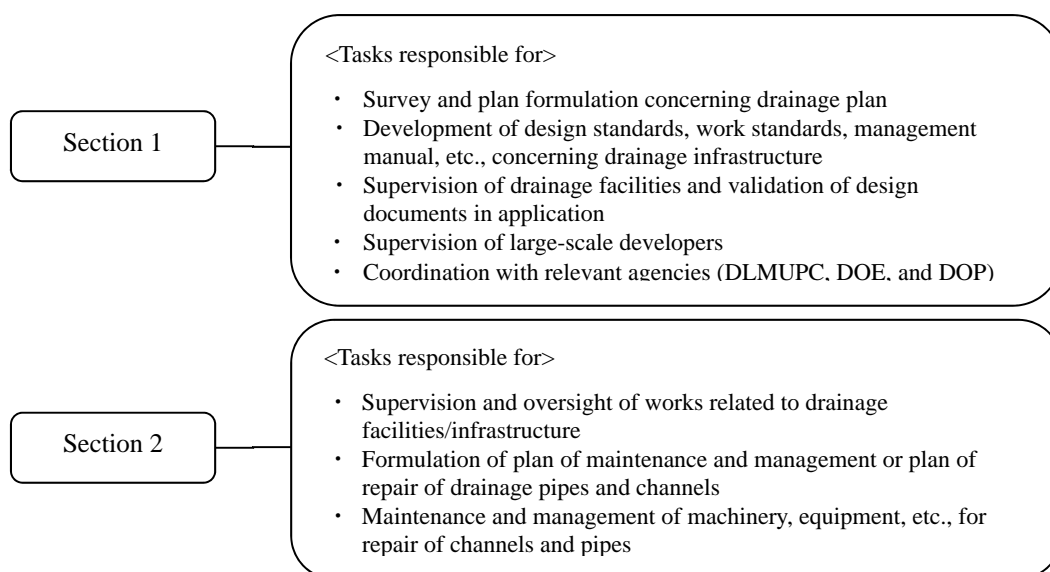 <Tasks responsible for>
・ Survey and plan formulation concerning drainage plan
・ Development of design standards, work standards, management
manual, etc., concerning drainage infrastructure
Section 1
・ Supervision of drainage facilities and validation of design
documents in application
・ Supervision of large-scale developers
・ Coordination with relevant agencies (DLMUPC, DOE, and DOP)
<Tasks responsible for>
・ Supervision and oversight of works related to drainage
facilities/infrastructure
Section 2
・ Formulation of plan of maintenance and management or plan of
repair of drainage pipes and channels
・ Maintenance and management of machinery, equipment, etc., for
repair of channels and pipes